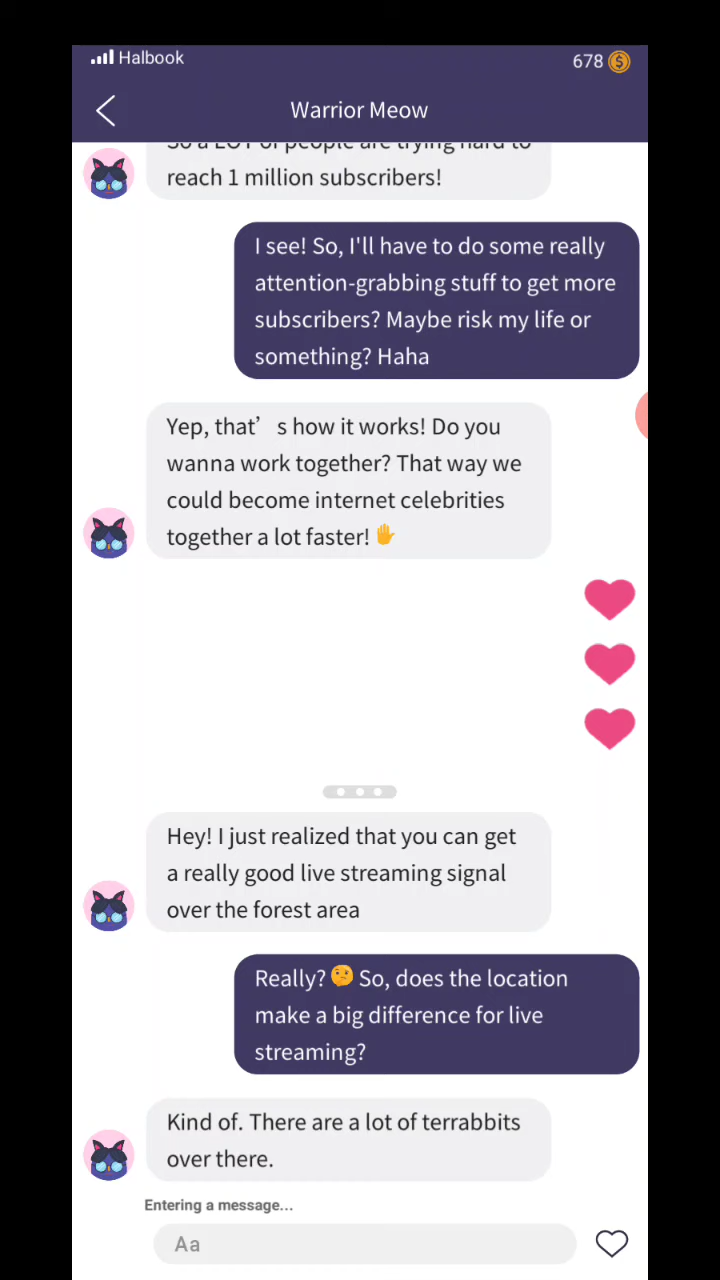 Halbook
678
Warrior Meow
So a LOT of people are trying hard to
reach 1 million subscribers!
I see! So, I'll have to do some really
attention-grabbing stuff to get more
subscribers? Maybe risk my life or
something? Haha
Yep, that’ s how it works! Do you
wanna work together? That way we
could become internet celebrities
together a lot faster!
Hey! I just realized that you can get
a really good live streaming signal
over the forest area
Really? So, does the location
make a big difference for live
streaming?
Kind of. There are a lot of terrabbits
over there.
Entering a message...
Aa